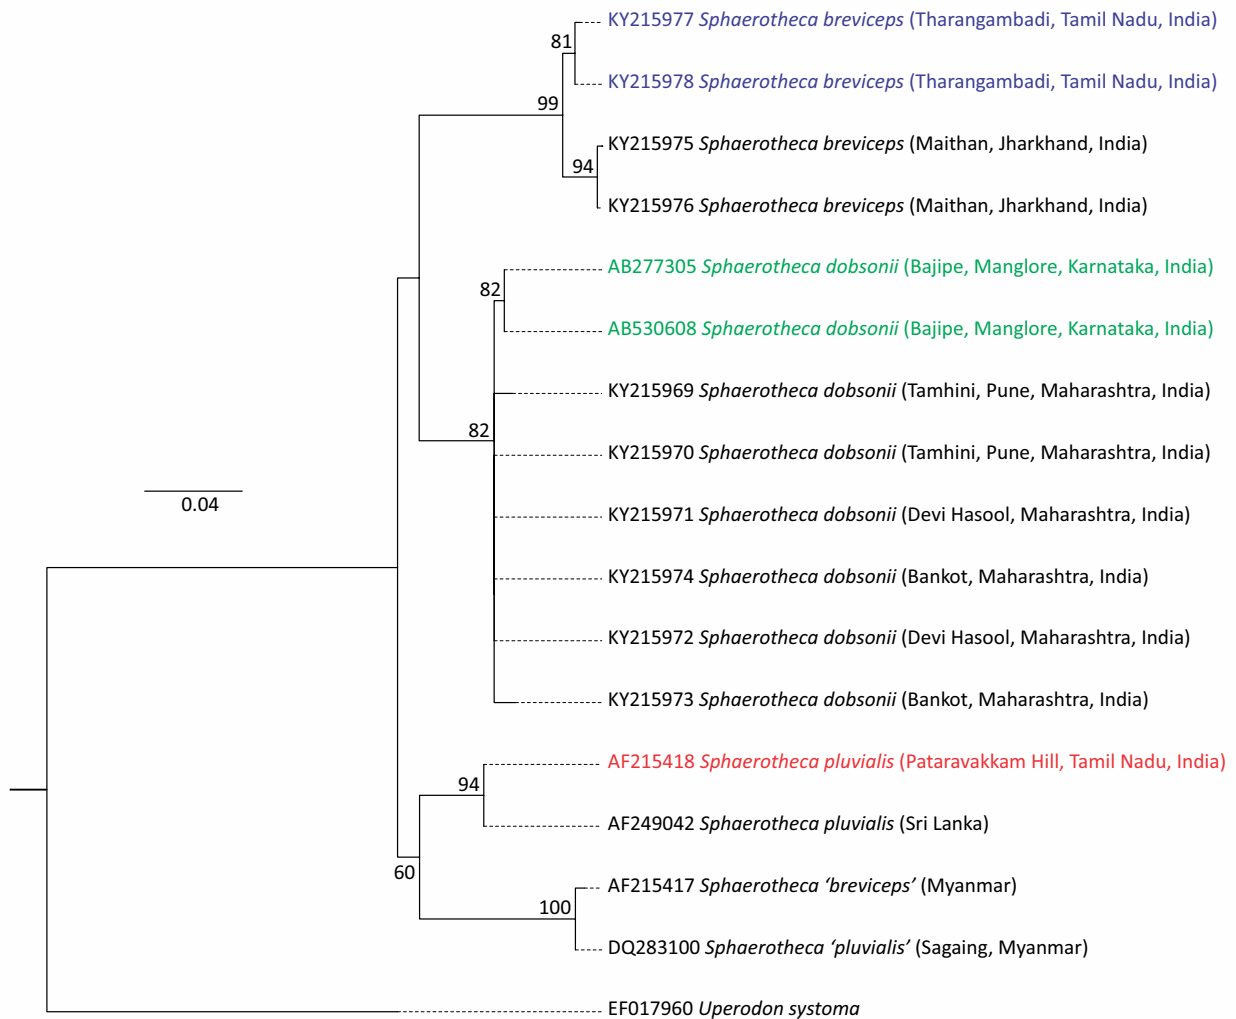 KY215977 Sphaerotheca breviceps (Tharangambadi, Tamil Nadu, India)
81
KY215978 Sphaerotheca breviceps (Tharangambadi, Tamil Nadu, India)
99
KY215975 Sphaerotheca breviceps (Maithan, Jharkhand, India)
94
KY215976 Sphaerotheca breviceps (Maithan, Jharkhand, India)
AB277305 Sphaerotheca dobsonii (Bajipe, Manglore, Karnataka, India)
82
AB530608 Sphaerotheca dobsonii (Bajipe, Manglore, Karnataka, India)
KY215969 Sphaerotheca dobsonii (Tamhini, Pune, Maharashtra, India)
82
KY215970 Sphaerotheca dobsonii (Tamhini, Pune, Maharashtra, India)
0.04
KY215971 Sphaerotheca dobsonii (Devi Hasool, Maharashtra, India)
KY215974 Sphaerotheca dobsonii (Bankot, Maharashtra, India)
KY215972 Sphaerotheca dobsonii (Devi Hasool, Maharashtra, India)
KY215973 Sphaerotheca dobsonii (Bankot, Maharashtra, India)
AF215418 Sphaerotheca pluvialis (Pataravakkam Hill, Tamil Nadu, India)
94
AF249042 Sphaerotheca pluvialis (Sri Lanka)
60
AF215417 Sphaerotheca ‘breviceps’ (Myanmar)
100
DQ283100 Sphaerotheca ‘pluvialis’ (Sagaing, Myanmar)
EF017960 Uperodon systoma